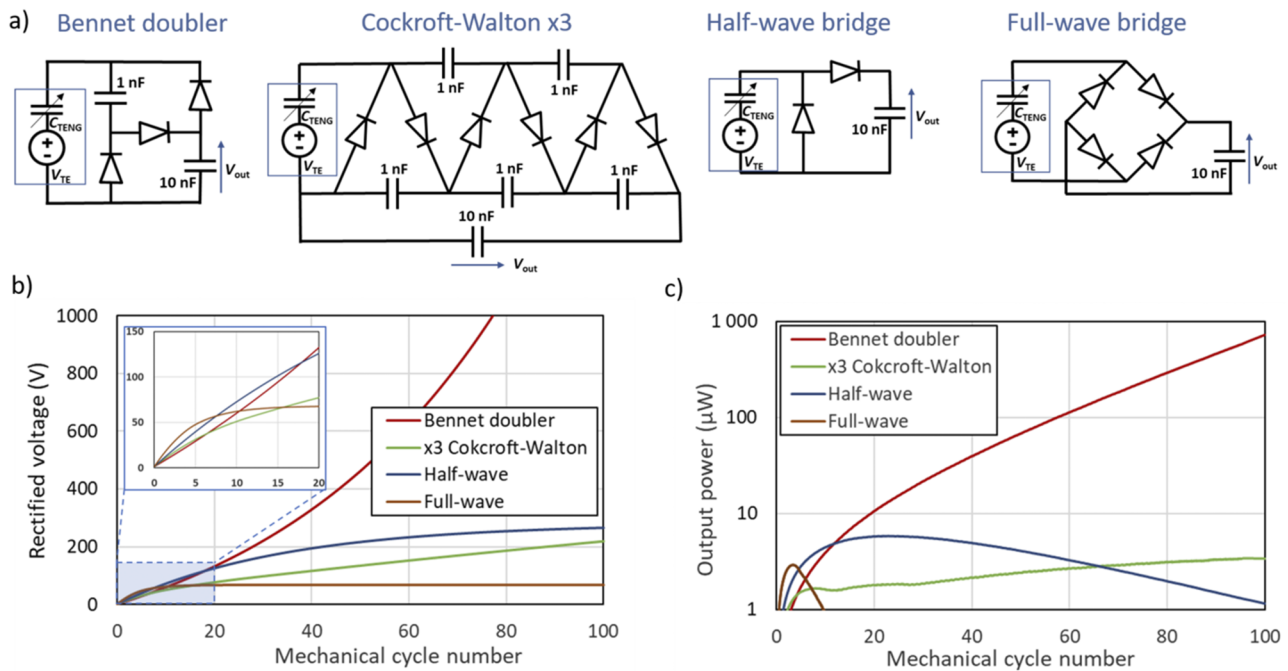 a)
Bennet doubler
Cockroft-Walton x3
Half-wave bridge
Full-wave bridge
1 nF
C_TENG
+
-
V_TE
10 nF
V_out
1 nF
1 nF
C_TENG
+
-
V_TE
1 nF
1 nF
1 nF
10 nF
V_out
C_TENG
+
-
V_TE
10 nF
V_out
C_TENG
+
-
V_TE
10 nF
V_out
b)
Rectified voltage (V)
1000
800
600
400
200
0
0
20
40
60
80
100
Mechanical cycle number
150
100
50
0
0
5
10
15
20
Bennet doubler
x3 Cokcroft-Walton
Half-wave
Full-wave
c)
Output power (µW)
1 000
100
10
1
0
20
40
60
80
100
Mechanical cycle number
Bennet doubler
x3 Cokcroft-Walton
Half-wave
Full-wave